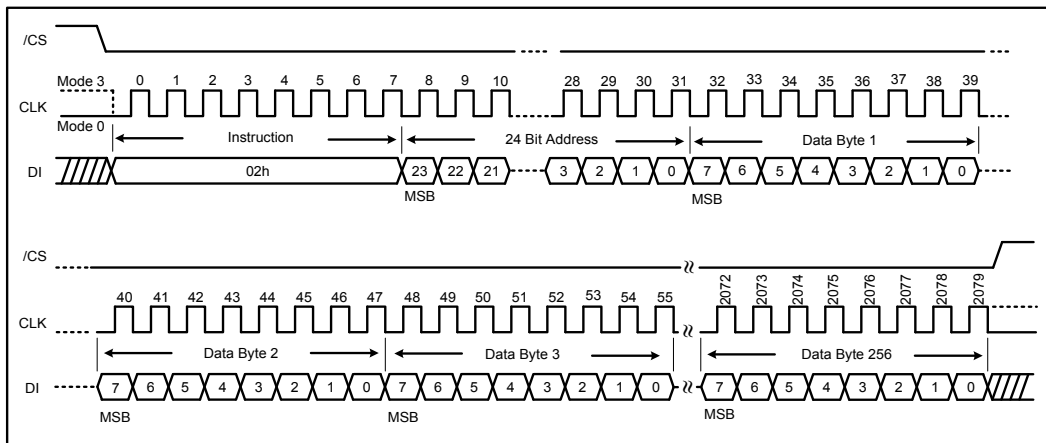 /CS
Mode 3 0 1 2 3 4 5 6 7 8 9 10 28 29 30 31 32 33 34 35 36 37 38 39
CLK
Mode 0
Instruction 24 Bit Address Data Byte 1
DI 02h 23 22 21 3 2 1 0 7 6 5 4 3 2 1 0
MSB MSB
/CS
40 41 42 43 44 45 46 47 48 49 50 51 52 53 54 55 2072 2073 2074 2075 2076 2077 2078 2079
CLK
Data Byte 2 Data Byte 3 Data Byte 256
DI 7 6 5 4 3 2 1 0 7 6 5 4 3 2 1 0 7 6 5 4 3 2 1 0
MSB MSB MSB